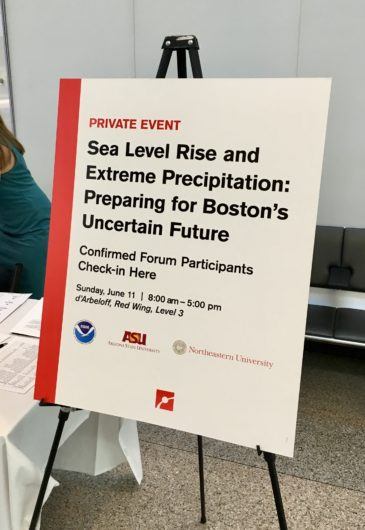 PRIVATE EVENT
Sea Level Rise and
Extreme Precipitation:
Preparing for Boston's
Uncertain Future
Confirmed Forum Participants
Check-in Here
Sunday, June 11 | 8:00 am – 5:00 pm
d'Arbeloff, Red Wing, Level 3
NOAA
ASU
ARIZONA STATE UNIVERSITY
Northeastern University